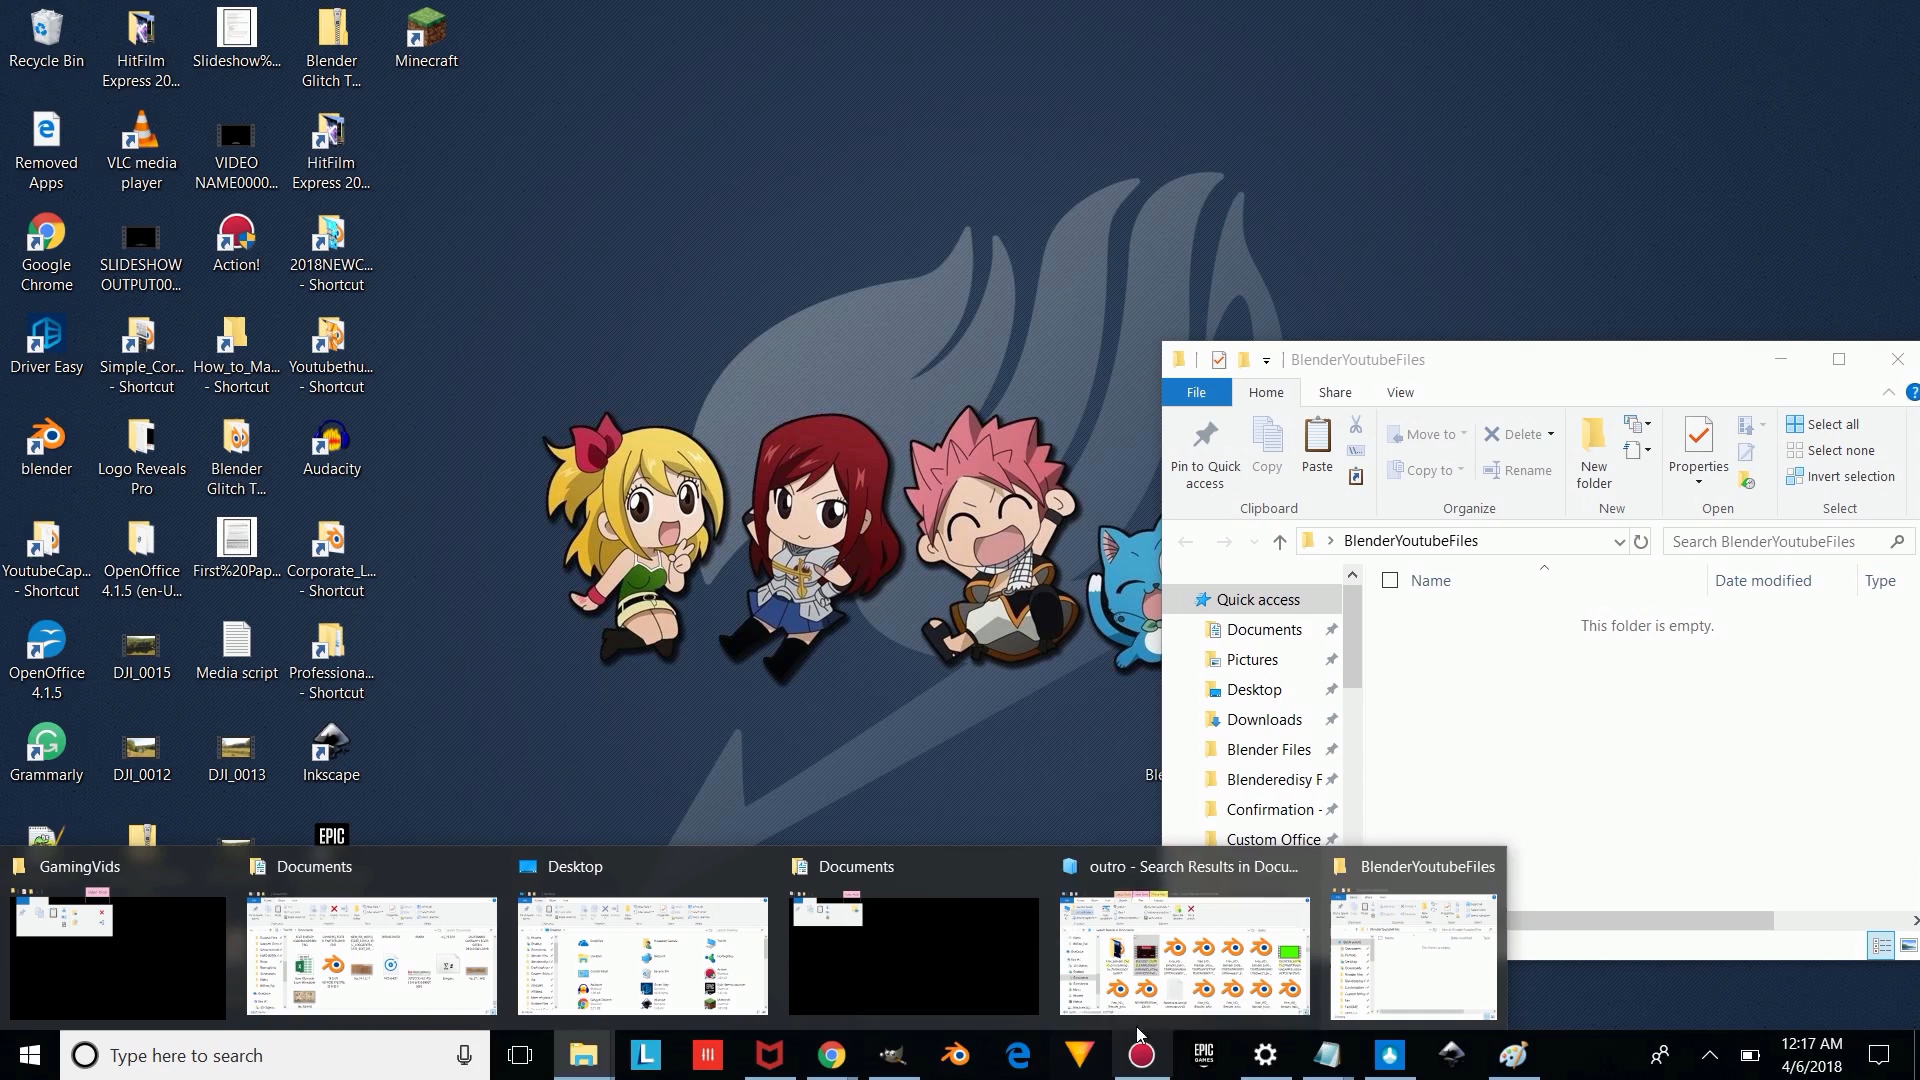 Recycle Bin
HitFilm
Express 20...
Slideshow%...
Blender
Glitch T...
Minecraft
Removed
Apps
VLC media
player
VIDEO
NAME0000...
HitFilm
Express 20...
Google
Chrome
SLIDESHOW
OUTPUT00...
Action!
2018NEWC...
- Shortcut
Driver Easy
Simple_Cor...
- Shortcut
How_to_Ma...
- Shortcut
Youtubethu...
- Shortcut
blender
Logo Reveals
Pro
Blender
Glitch T...
Audacity
YoutubeCap...
- Shortcut
OpenOffice
4.1.5 (en-U...
First%20Pap...
Corporate_L...
- Shortcut
OpenOffice
4.1.5
DJI_0015
Media script
Professiona...
- Shortcut
Grammarly
DJI_0012
DJI_0013
Inkscape
EPIC
Ble
BlenderYoutubeFiles
File
Home
Share
View
Pin to Quick
access
Copy
Paste
Move to
Copy to
Delete
Rename
New
folder
Properties
Select all
Select none
Invert selection
Clipboard
Organize
New
Open
Select
BlenderYoutubeFiles
Search BlenderYoutubeFiles
Name
Date modified
Type
This folder is empty.
Quick access
Documents
Pictures
Desktop
Downloads
Blender Files
Blenderedisy F
Confirmation -
Custom Office
GamingVids
Documents
Desktop
Documents
outro - Search Results in Docu...
BlenderYoutubeFiles
Type here to search
L
EPIC
GAMES
12:17 AM
4/6/2018